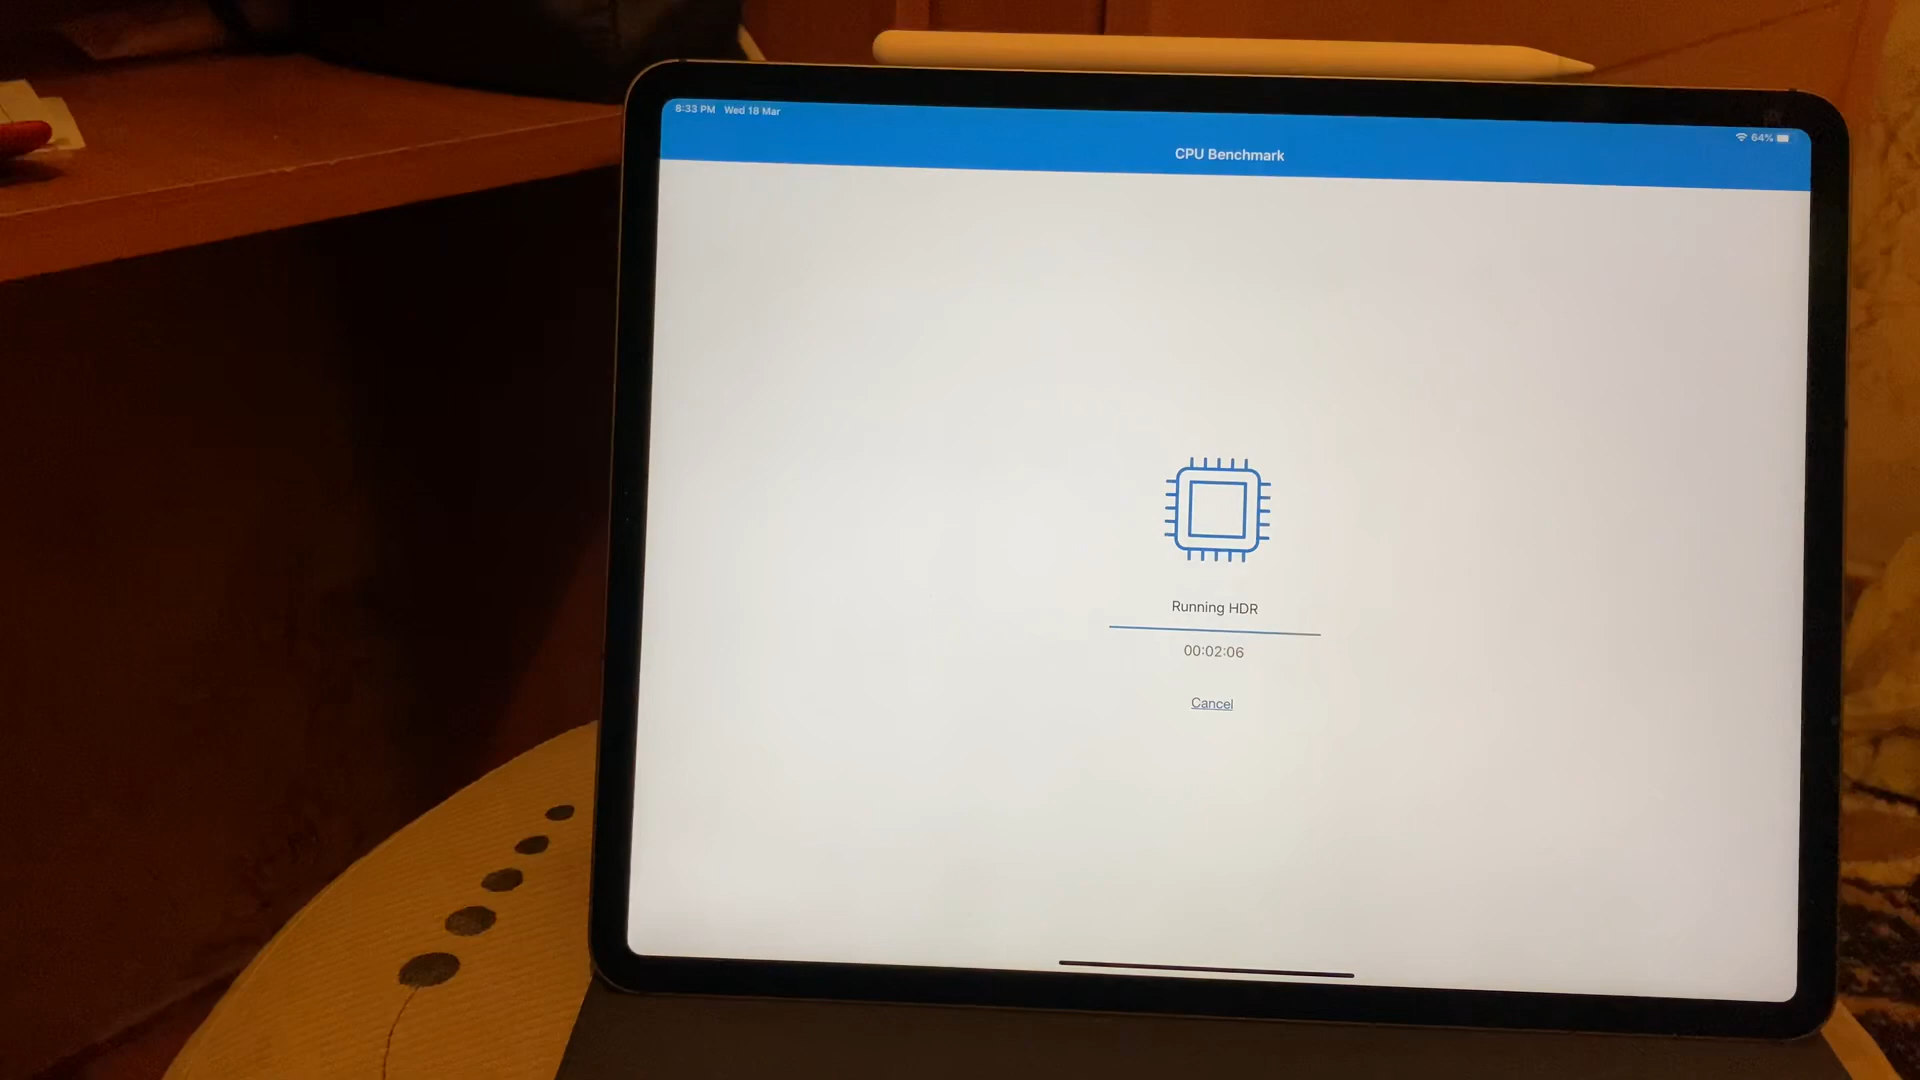 8:33 PM Wed 18 Mar
64%
CPU Benchmark
Running HDR
00:02:06
Cancel